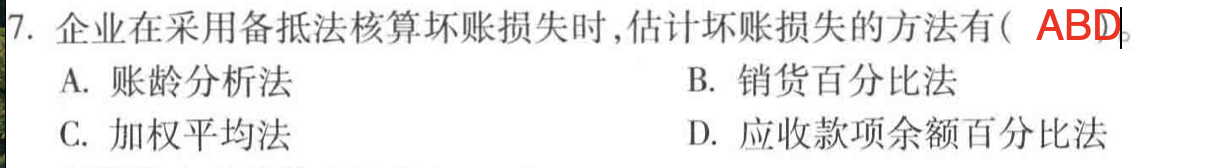 7. 企业在采用备抵法核算坏账损失时,估计坏账损失的方法有( ABD )。
A. 账龄分析法 B. 销货百分比法
C. 加权平均法 D. 应收款项余额百分比法